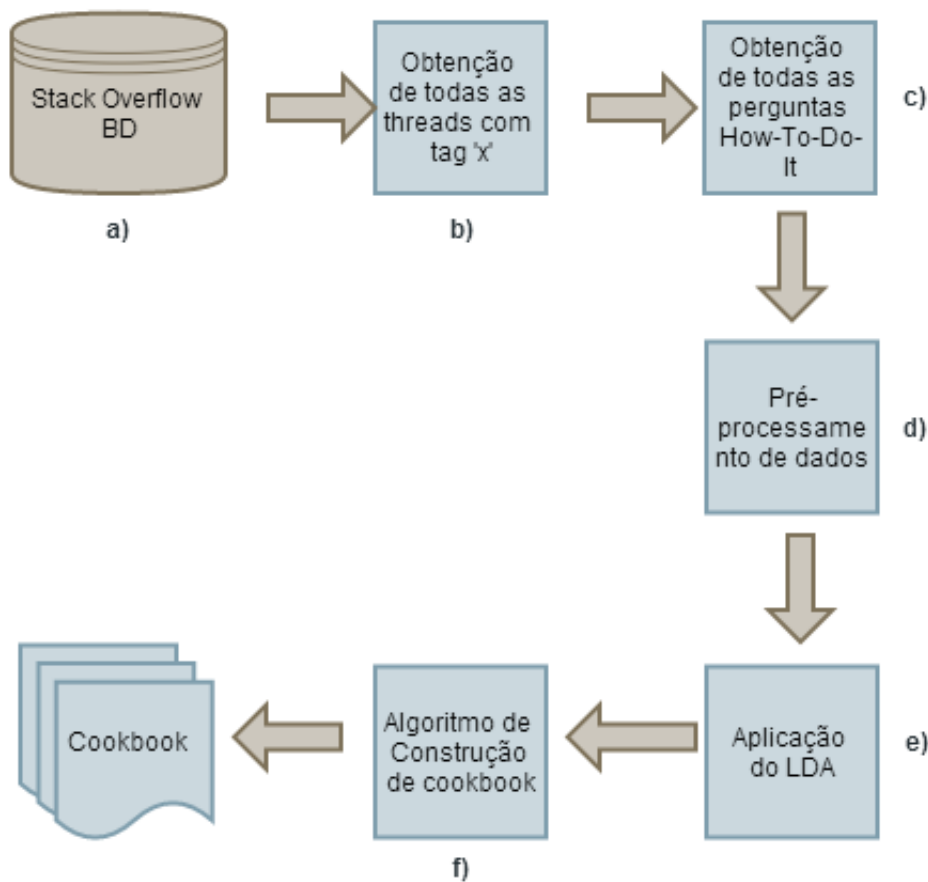 Stack Overflow
BD
a)
Obtenção
de todas as
threads com
tag 'x'
b)
Obtenção
de todas as
perguntas
How-To-Do-
It
c)
Pré-
processame
nto de dados
d)
Aplicação
do LDA
e)
Algoritmo de
Construção
de cookbook
f)
Cookbook